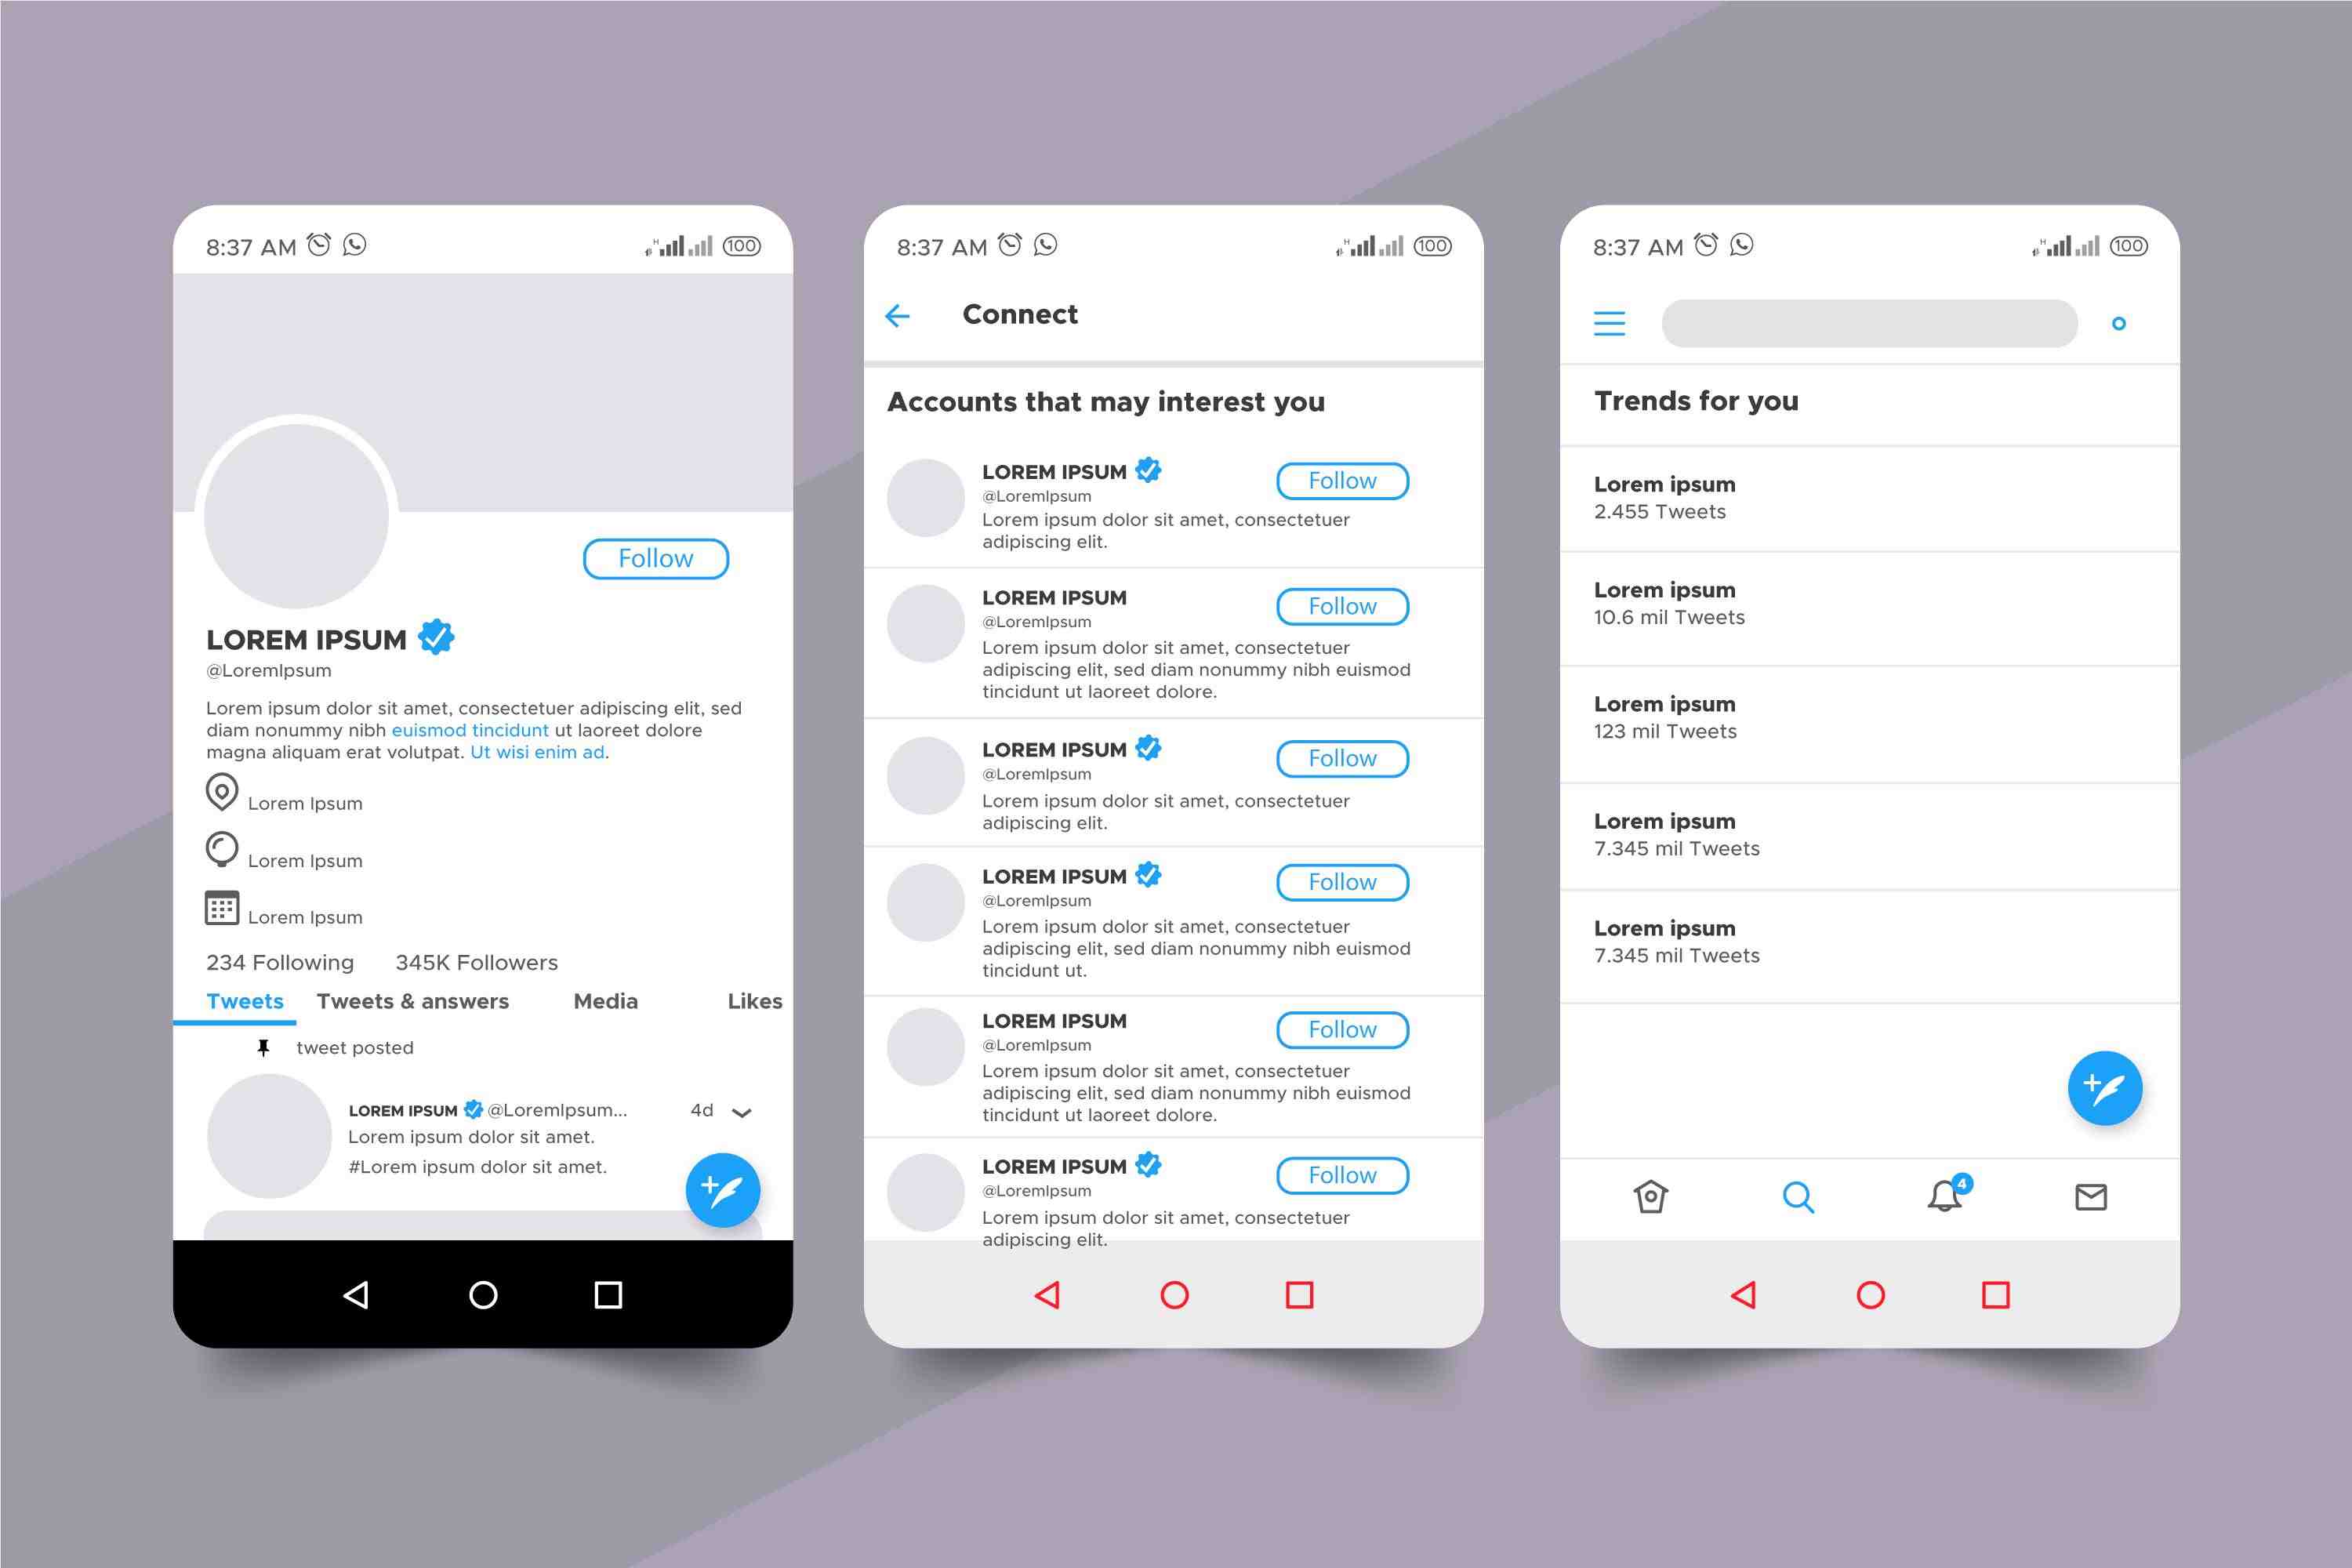 8:37 AM 100
Follow
LOREM IPSUM
@LoremIpsum
Lorem ipsum dolor sit amet, consectetuer adipiscing elit, sed
diam nonummy nibh euismod tincidunt ut laoreet dolore
magna aliquam erat volutpat. Ut wisi enim ad.
Lorem Ipsum
Lorem Ipsum
Lorem Ipsum
234 Following 345K Followers
Tweets Tweets & answers Media Likes
tweet posted
LOREM IPSUM @LoremIpsum... 4d
Lorem ipsum dolor sit amet.
#Lorem ipsum dolor sit amet.
8:37 AM H 100
Connect
Accounts that may interest you
LOREM IPSUM Follow
@LoremIpsum
Lorem ipsum dolor sit amet, consectetuer
adipiscing elit.
LOREM IPSUM Follow
@LoremIpsum
Lorem ipsum dolor sit amet, consectetuer
adipiscing elit, sed diam nonummy nibh euismod
tincidunt ut laoreet dolore.
LOREM IPSUM Follow
@LoremIpsum
Lorem ipsum dolor sit amet, consectetuer
adipiscing elit.
LOREM IPSUM Follow
@LoremIpsum
Lorem ipsum dolor sit amet, consectetuer
adipiscing elit, sed diam nonummy nibh euismod
tincidunt ut.
LOREM IPSUM Follow
@LoremIpsum
Lorem ipsum dolor sit amet, consectetuer
adipiscing elit, sed diam nonummy nibh euismod
tincidunt ut laoreet dolore.
LOREM IPSUM Follow
@LoremIpsum
Lorem ipsum dolor sit amet, consectetuer
adipiscing elit.
8:37 AM H 100
Trends for you
Lorem ipsum
2.455 Tweets
Lorem ipsum
10.6 mil Tweets
Lorem ipsum
123 mil Tweets
Lorem ipsum
7.345 mil Tweets
Lorem ipsum
7.345 mil Tweets
4